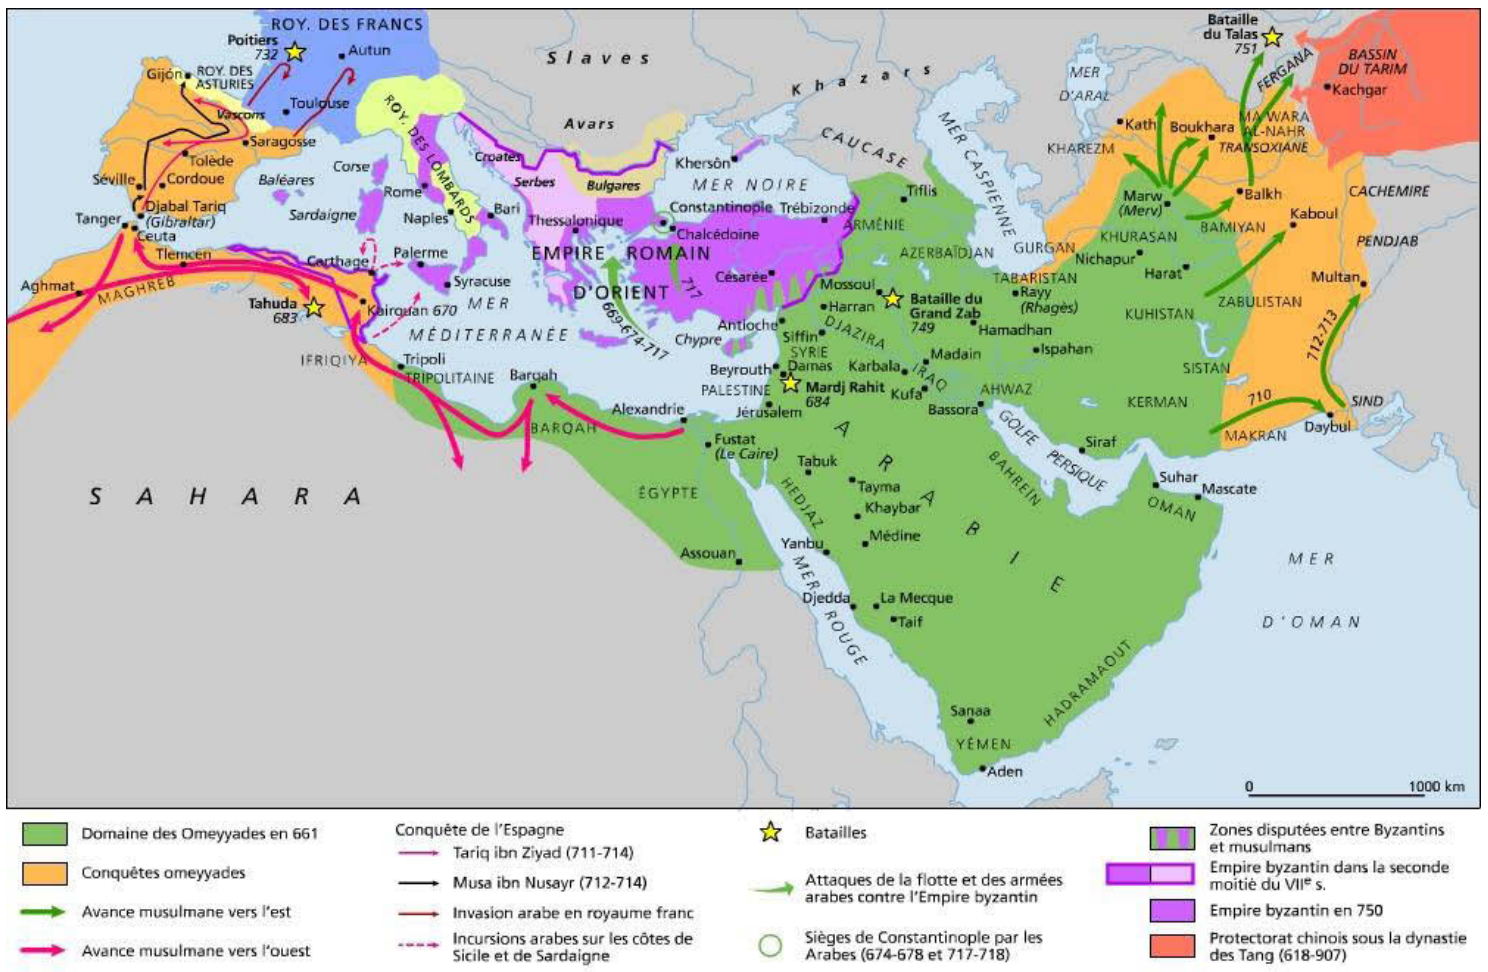 ROY. DES FRANCS
Poitiers
732
Autun
Gijón
ROY. DES
ASTURIES
Toulouse
Vascons
Saragosse
Tolède
Séville
Cordoue
Djabal Tariq
(Gibraltar)
Tanger
Ceuta
Tlemcen
Aghmat
MAGHREB
Baléares
Corse
Sardaigne
ROY. DES LOMBARDS
Rome
Naples
Bari
Palerme
Syracuse
Carthage
Tahuda
683
Kairouan 670
IFRIQIYA
Tripoli
TRIPOLITAINE
Barqah
BARQAH
MER
MÉDITERRANÉE
Slaves
Avars
Croates
Serbes
Bulgares
Khazars
Khersôn
MER NOIRE
CAUCASE
Thessalonique
Constantinople
Chalcédoine
Trébizonde
EMPIRE ROMAIN
D'ORIENT
Césarée
717
669-674-717
Chypre
Antioche
Tiflis
ARMÉNIE
AZERBAÏDJAN
MER CASPIENNE
MER
D'ARAL
Mossoul
Harran
Bataille du
Grand Zab
749
Siffin
DJAZIRA
SYRIE
Damas
Beyrouth
PALESTINE
Mardj Rahit
684
Jérusalem
Karbala
Madain
IRAQ
Kufa
Bassora
AHWAZ
Hamadhan
Ispahan
Rayy
(Rhagès)
TABARISTAN
GURGAN
Alexandrie
Fustat
(Le Caire)
ÉGYPTE
Assouan
SAHARA
ARABIE
Tabuk
Tayma
Khaybar
Médine
HEDJAZ
Yanbu
Djedda
La Mecque
Taif
MER ROUGE
Sanaa
YÉMEN
Aden
HADRAMAOUT
BAHREIN
GOLFE PERSIQUE
Siraf
Suhar
Mascate
OMAN
MER
D'OMAN
Bataille
du Talas
751
FERGANA
BASSIN
DU TARIM
Kachgar
Kath
Boukhara
MA WARA
AL-NAHR
TRANSOXIANE
KHAREZM
Marw
(Merv)
Balkh
CACHEMIRE
Kaboul
BAMIYAN
KHURASAN
Nichapur
Harat
PENDJAB
Multan
ZABULISTAN
KUHISTAN
SISTAN
712-713
KERMAN
710
SIND
MAKRAN
Daybul
0 1000 km
Domaine des Omeyyades en 661
Conquêtes omeyyades
Avance musulmane vers l'est
Avance musulmane vers l'ouest
Conquête de l'Espagne
Tariq ibn Ziyad (711-714)
Musa ibn Nusayr (712-714)
Invasion arabe en royaume franc
Incursions arabes sur les côtes de
Sicile et de Sardaigne
Batailles
Attaques de la flotte et des armées
arabes contre l'Empire byzantin
Sièges de Constantinople par les
Arabes (674-678 et 717-718)
Zones disputées entre Byzantins
et musulmans
Empire byzantin dans la seconde
moitié du VIIe s.
Empire byzantin en 750
Protectorat chinois sous la dynastie
des Tang (618-907)